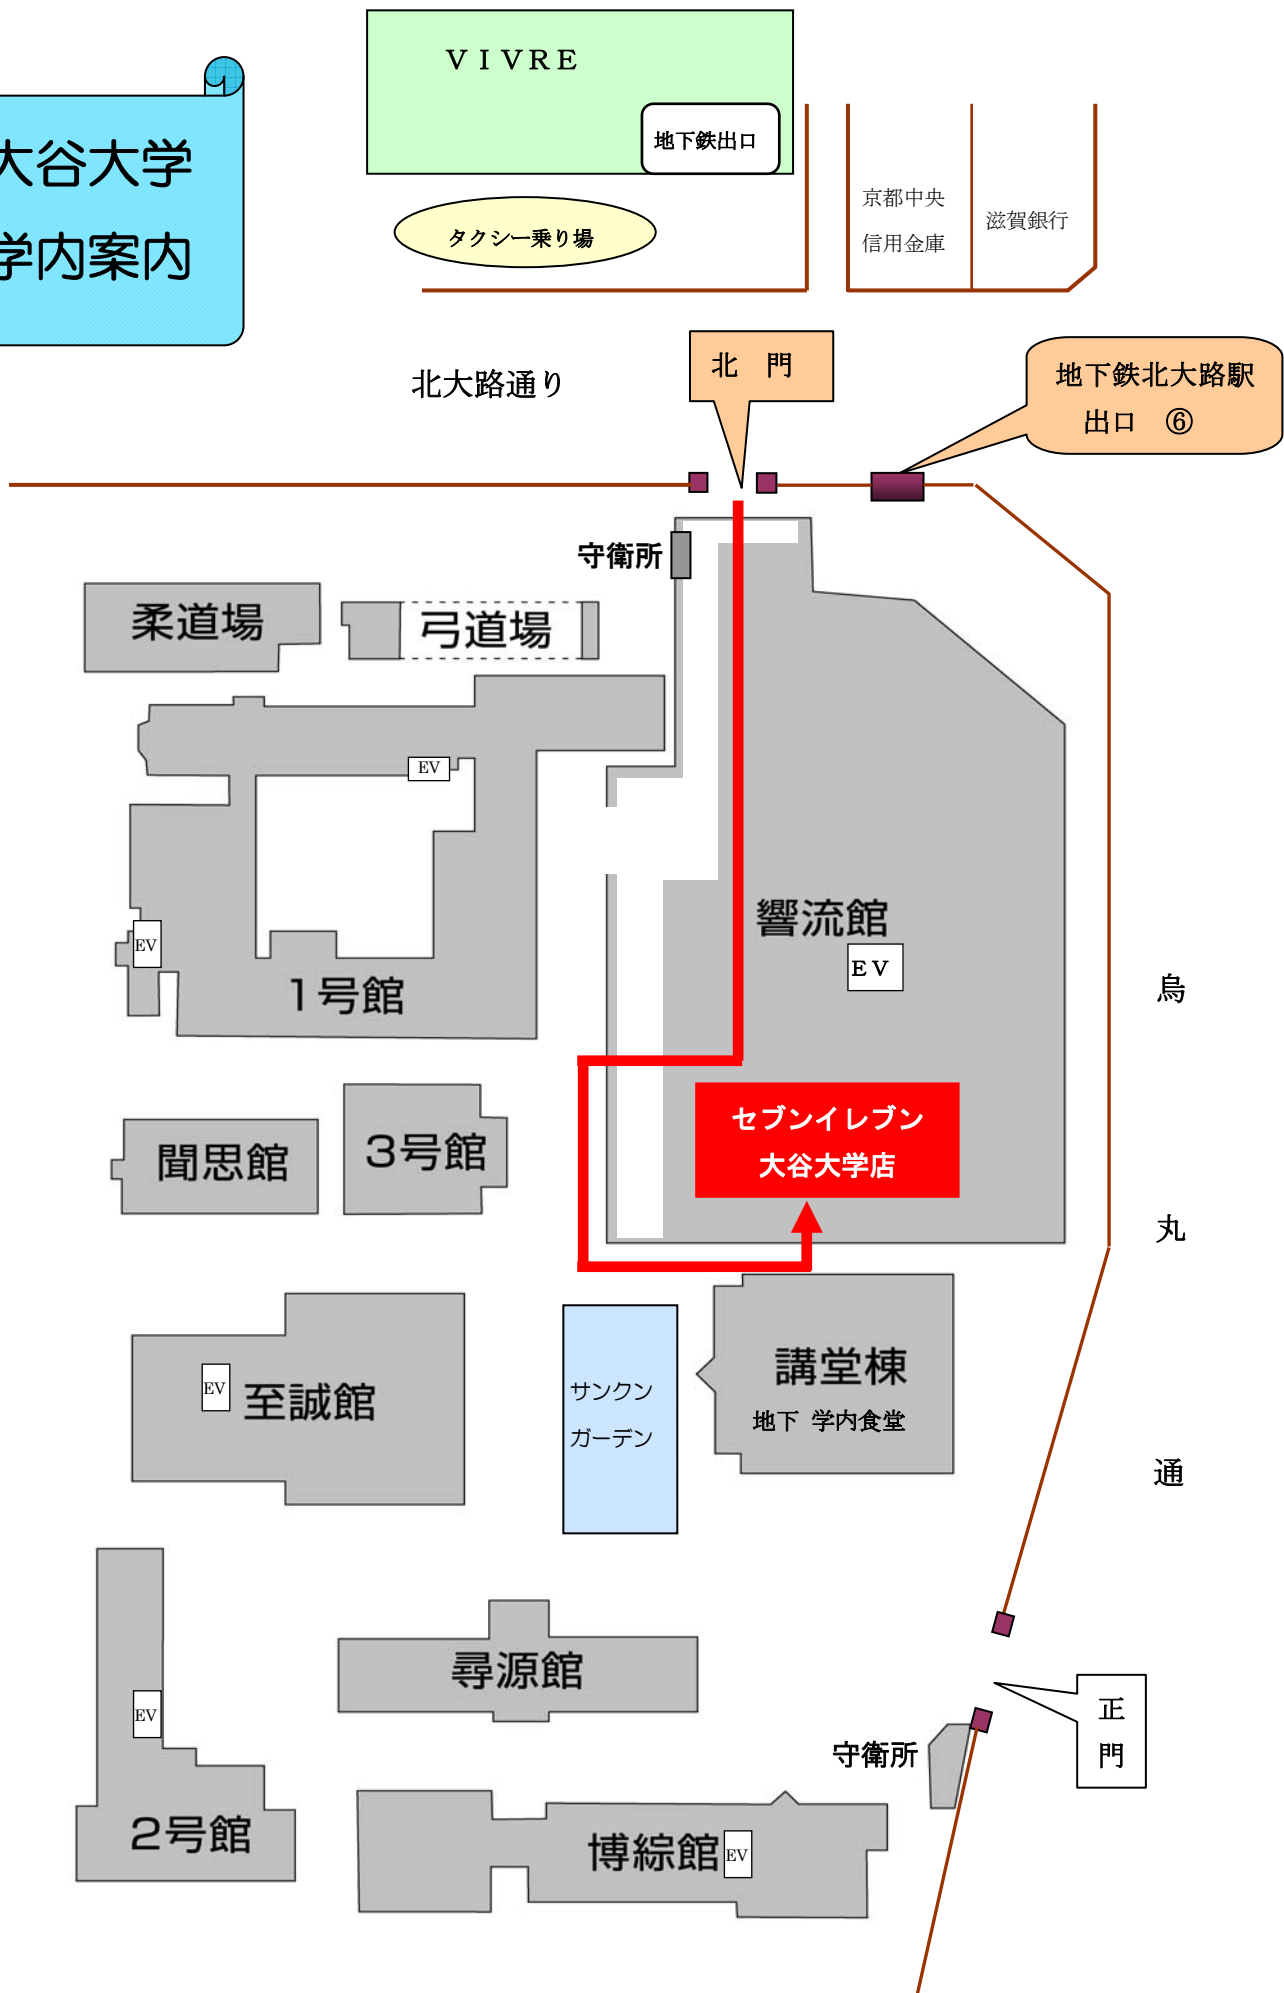 ＶＩＶＲＥ
地下鉄出口
大谷大学
学内案内
タクシー乗り場
京都中央
信用金庫
滋賀銀行
北大路通り
北　門
地下鉄北大路駅
出口　⑥
守衛所
柔道場
弓道場
EV
響流館
EV
EV
1号館
烏
丸
通
セブンイレブン
大谷大学店
聞思館
3号館
至誠館
EV
サンクン
ガーデン
講堂棟
地下 学内食堂
尋源館
EV
2号館
正
門
守衛所
博綜館
EV